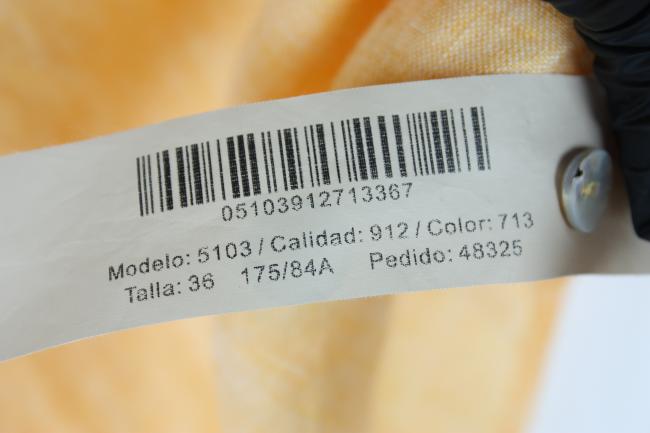 05103912713367
Modelo: 5103 / Calidad: 912 / Color: 713
Talla: 36 175/84A Pedido: 48325